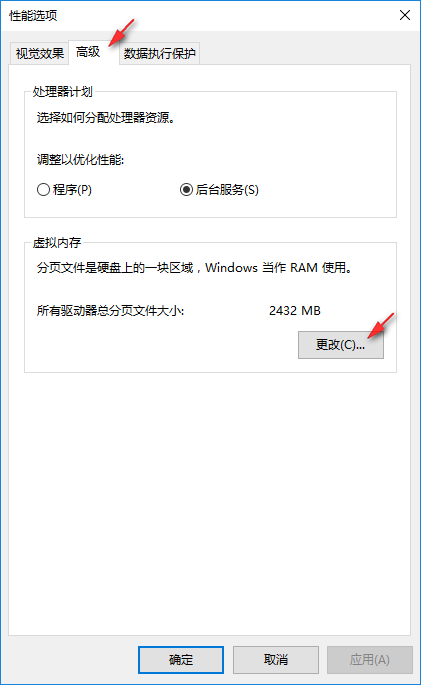 性能选项
视觉效果 高级 数据执行保护
处理器计划
选择如何分配处理器资源。
调整以优化性能:
程序(P) 后台服务(S)
虚拟内存
分页文件是硬盘上的一块区域，Windows 当作 RAM 使用。
所有驱动器总分页文件大小: 2432 MB
更改(C)...
确定 取消 应用(A)